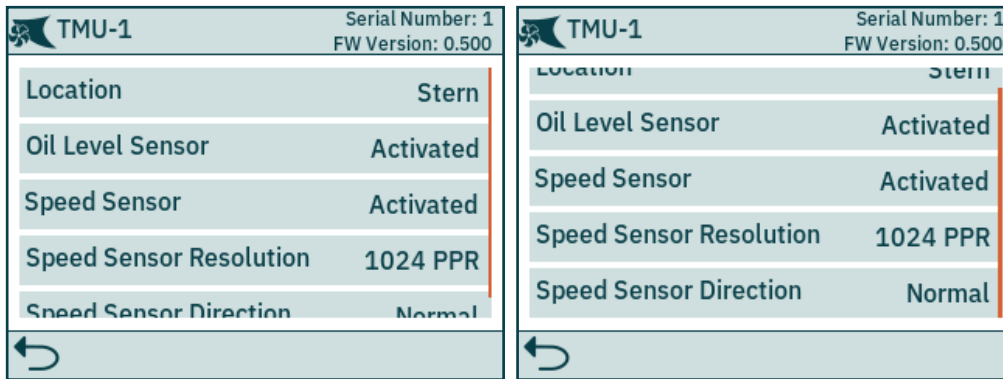 TMU-1
Serial Number: 1
FW Version: 0.500
Location Stern
Oil Level Sensor Activated
Speed Sensor Activated
Speed Sensor Resolution 1024 PPR
Speed Sensor Direction Normal
TMU-1
Serial Number: 1
FW Version: 0.500
Location Stern
Oil Level Sensor Activated
Speed Sensor Activated
Speed Sensor Resolution 1024 PPR
Speed Sensor Direction Normal